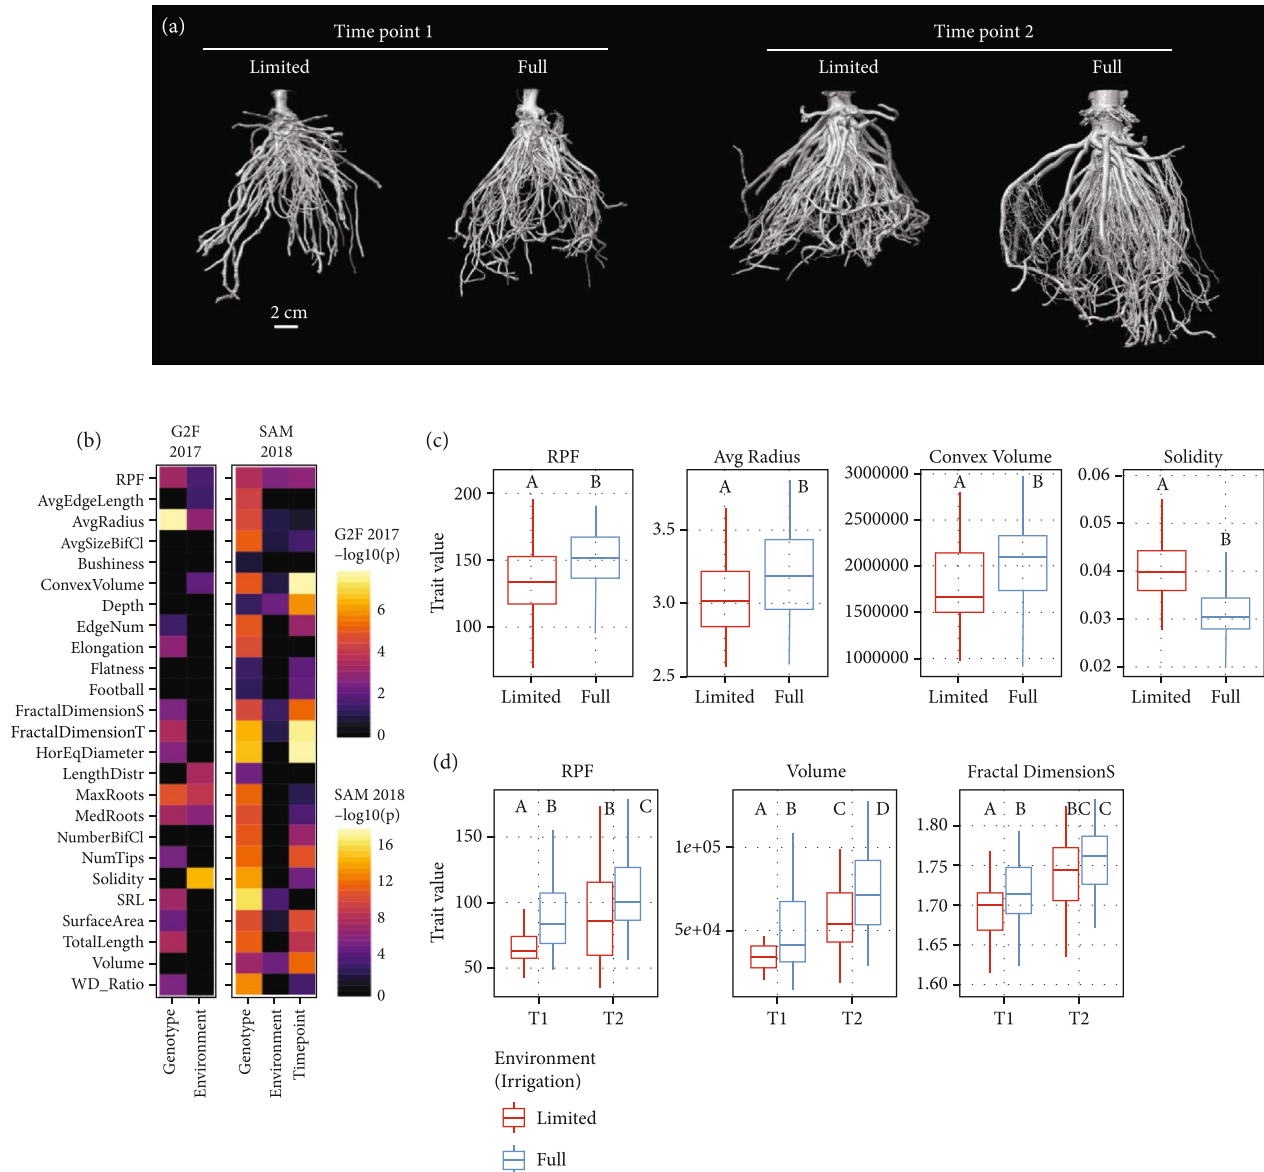 (a)
Time point 1
Time point 2
Limited
Full
Limited
Full
2 cm
(b)
G2F
2017
SAM
2018
RPF
AvgEdgeLength
AvgRadius
AvgSizeBifCl
Bushiness
ConvexVolume
Depth
EdgeNum
Elongation
Flatness
Football
FractalDimensionS
FractalDimensionT
HorEqDiameter
LengthDistr
MaxRoots
MedRoots
NumberBifCl
NumTips
Solidity
SRL
SurfaceArea
TotalLength
Volume
WD_Ratio
Genotype
Environment
Genotype
Environment
Timepoint
G2F 2017
–log10(p)
6
4
2
0
SAM 2018
–log10(p)
16
12
8
4
0
(c)
RPF
Avg Radius
Convex Volume
Solidity
Trait value
200
150
100
A
B
Limited
Full
3.5
3.0
2.5
A
B
Limited
Full
3000000
2500000
2000000
1500000
1000000
A
B
Limited
Full
0.06
0.05
0.04
0.03
0.02
A
B
Limited
Full
(d)
RPF
Volume
Fractal DimensionS
Trait value
150
100
50
A
B
B
C
T1
T2
1e+05
5e+04
A
B
C
D
T1
T2
1.80
1.75
1.70
1.65
1.60
A
B
BC
C
T1
T2
Environment
(Irrigation)
Limited
Full